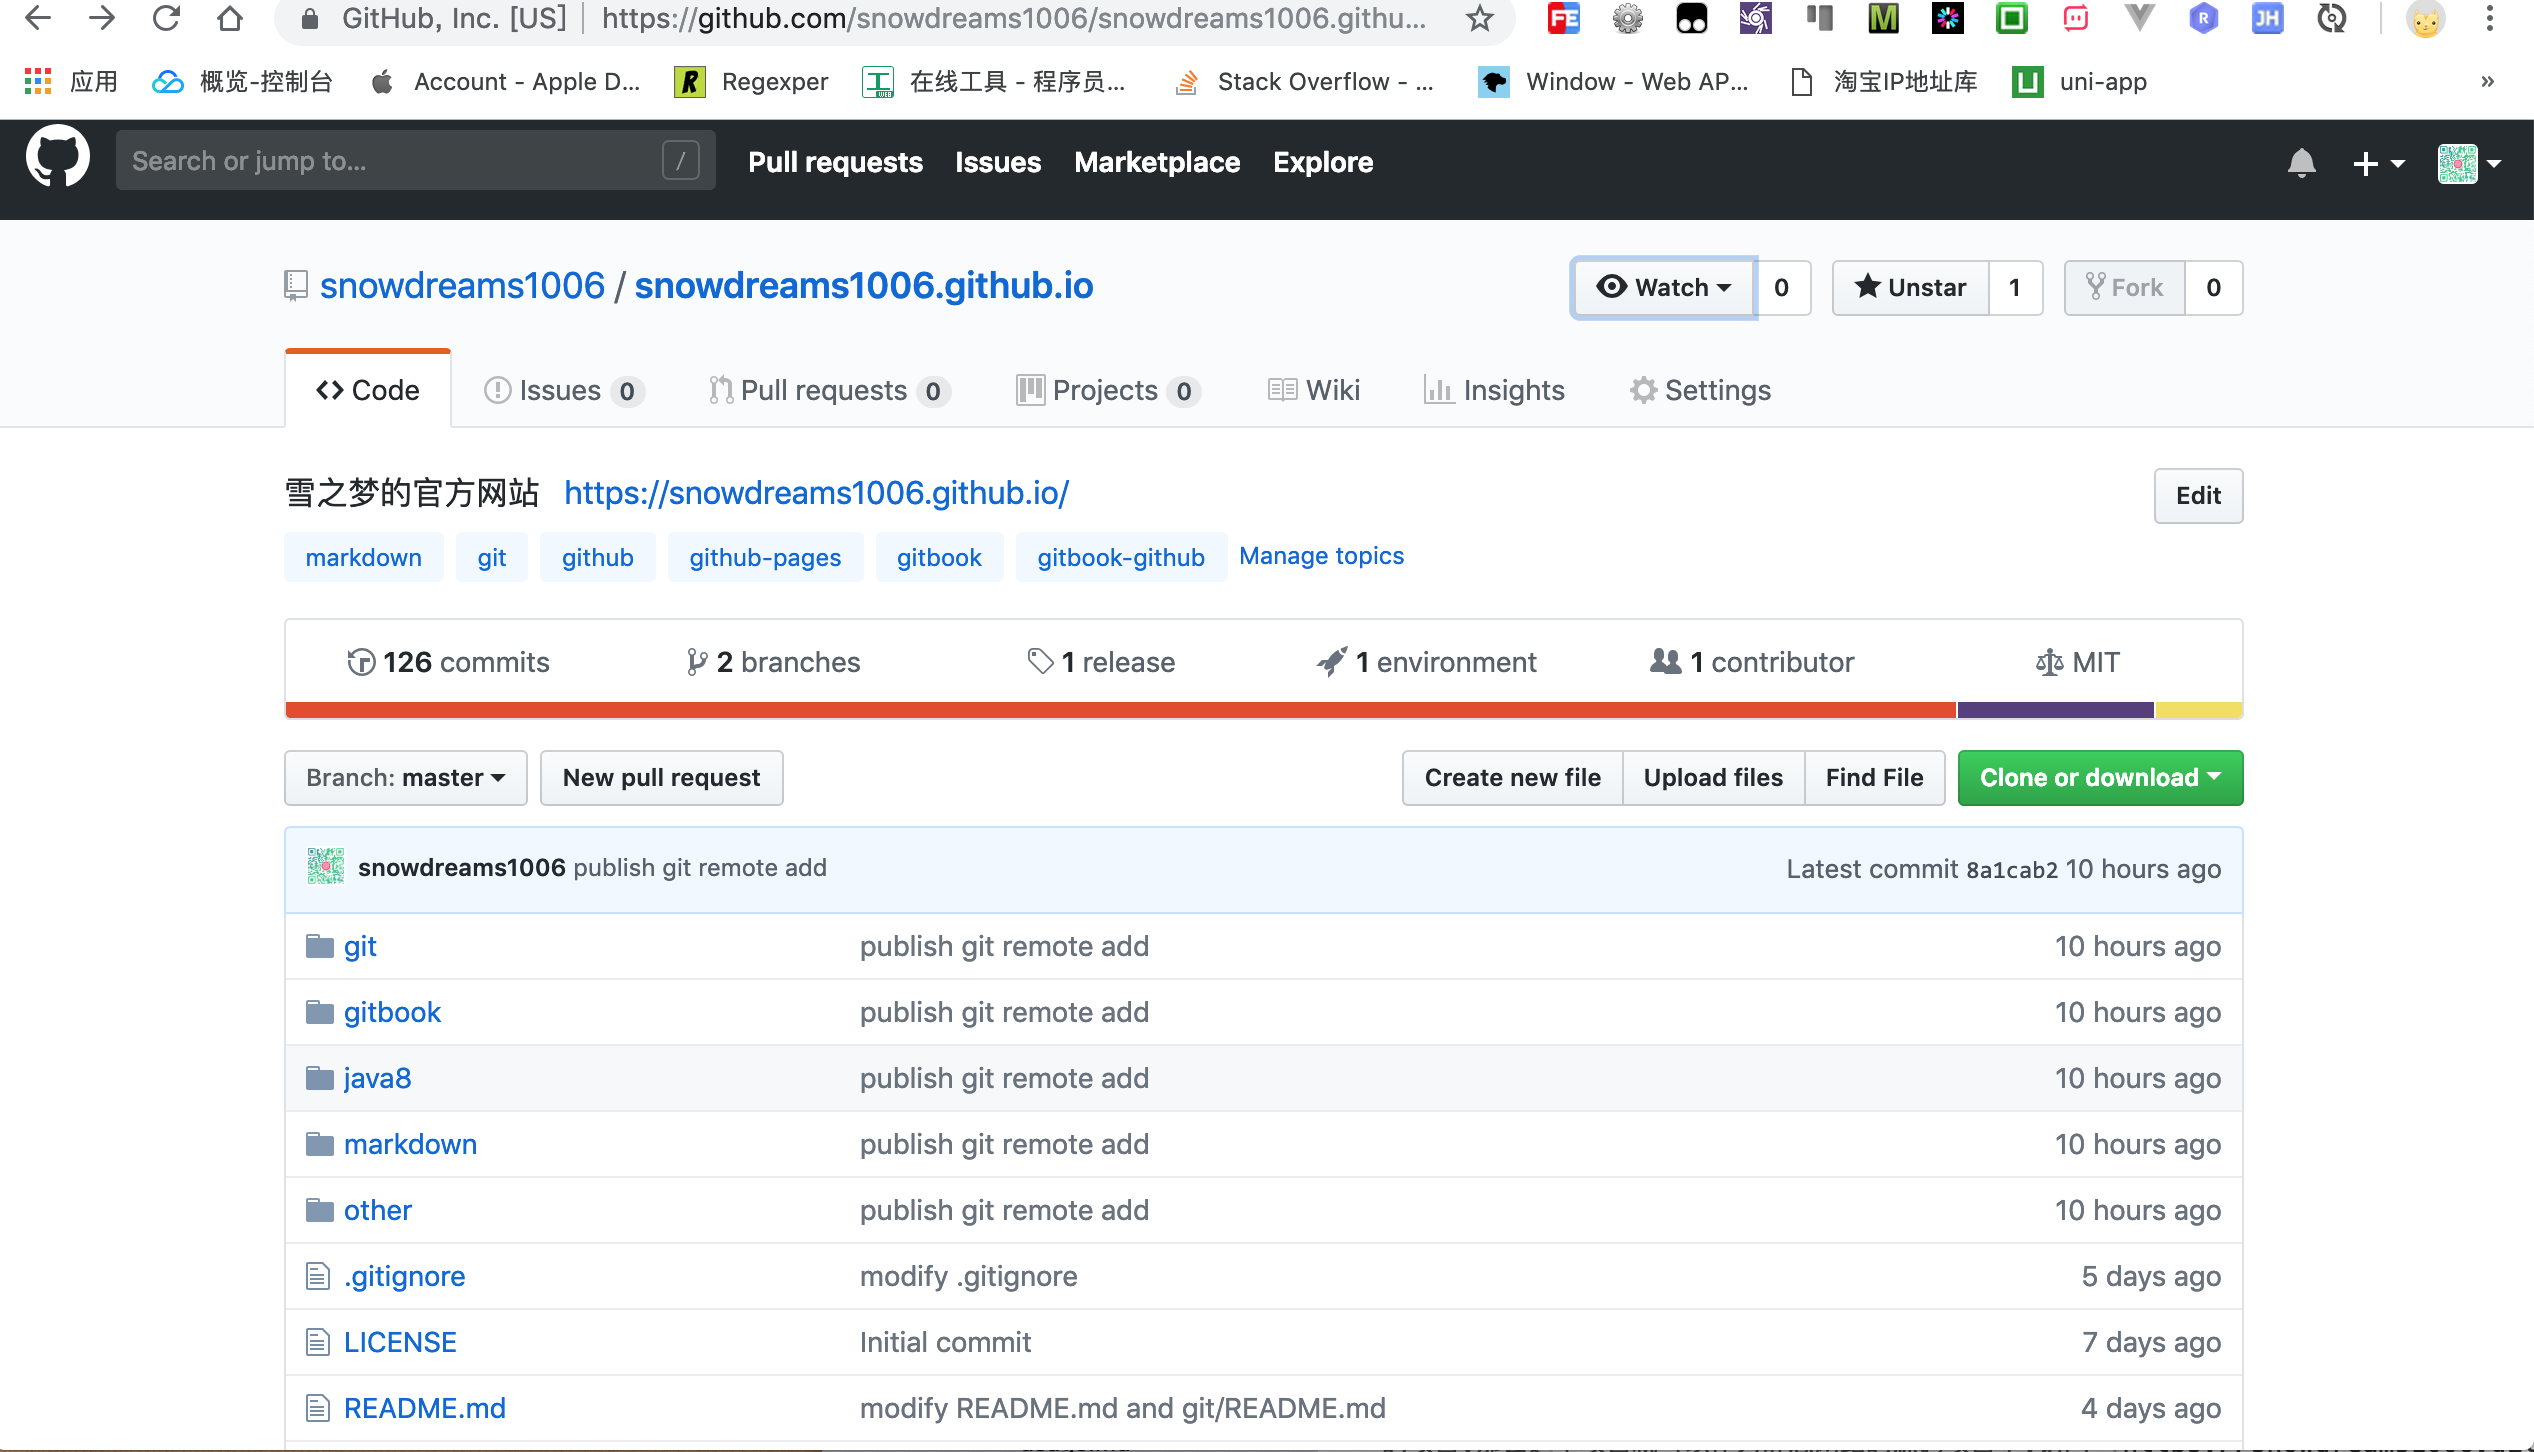 GitHub, Inc. [US] https://github.com/snowdreams1006/snowdreams1006.githu...
FE M R JH
应用 概览-控制台 Account - Apple D... R Regexper 工 WEB 在线工具 - 程序员... Stack Overflow - ... Window - Web AP... 淘宝IP地址库 U uni-app »
Search or jump to... / Pull requests Issues Marketplace Explore
snowdreams1006 / snowdreams1006.github.io Watch 0 Unstar 1 Fork 0
Code Issues 0 Pull requests 0 Projects 0 Wiki Insights Settings
雪之梦的官方网站 https://snowdreams1006.github.io/ Edit
markdown git github github-pages gitbook gitbook-github Manage topics
126 commits 2 branches 1 release 1 environment 1 contributor MIT
Branch: master New pull request Create new file Upload files Find File Clone or download
snowdreams1006 publish git remote add Latest commit 8a1cab2 10 hours ago
git publish git remote add 10 hours ago
gitbook publish git remote add 10 hours ago
java8 publish git remote add 10 hours ago
markdown publish git remote add 10 hours ago
other publish git remote add 10 hours ago
.gitignore modify .gitignore 5 days ago
LICENSE Initial commit 7 days ago
README.md modify README.md and git/README.md 4 days ago